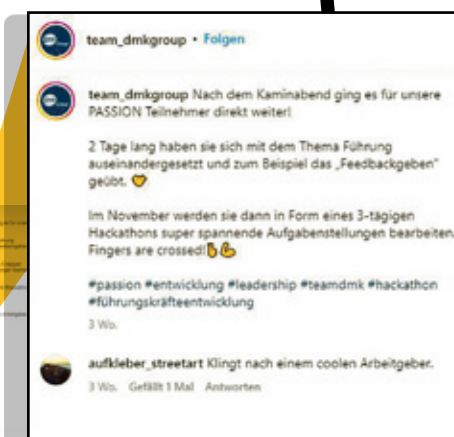 team_dmkgroup • Folgen
team_dmkgroup Nach dem Kaminabend ging es für unsere
PASSION Teilnehmer direkt weiter!
2 Tage lang haben sie sich mit dem Thema Führung
auseinandergesetzt und zum Beispiel das „Feedbackgeben“
geübt.
Im November werden sie dann in Form eines 3-tägigen
Hackathons super spannende Aufgabenstellungen bearbeiten.
Fingers are crossed!
#passion #entwicklung #leadership #teamdmk #hackathon
#führungskräfteentwicklung
3 Wo.
aufkleber_streetart Klingt nach einem coolen Arbeitgeber.
3 Wo. Gefällt 1 Mal Antworten